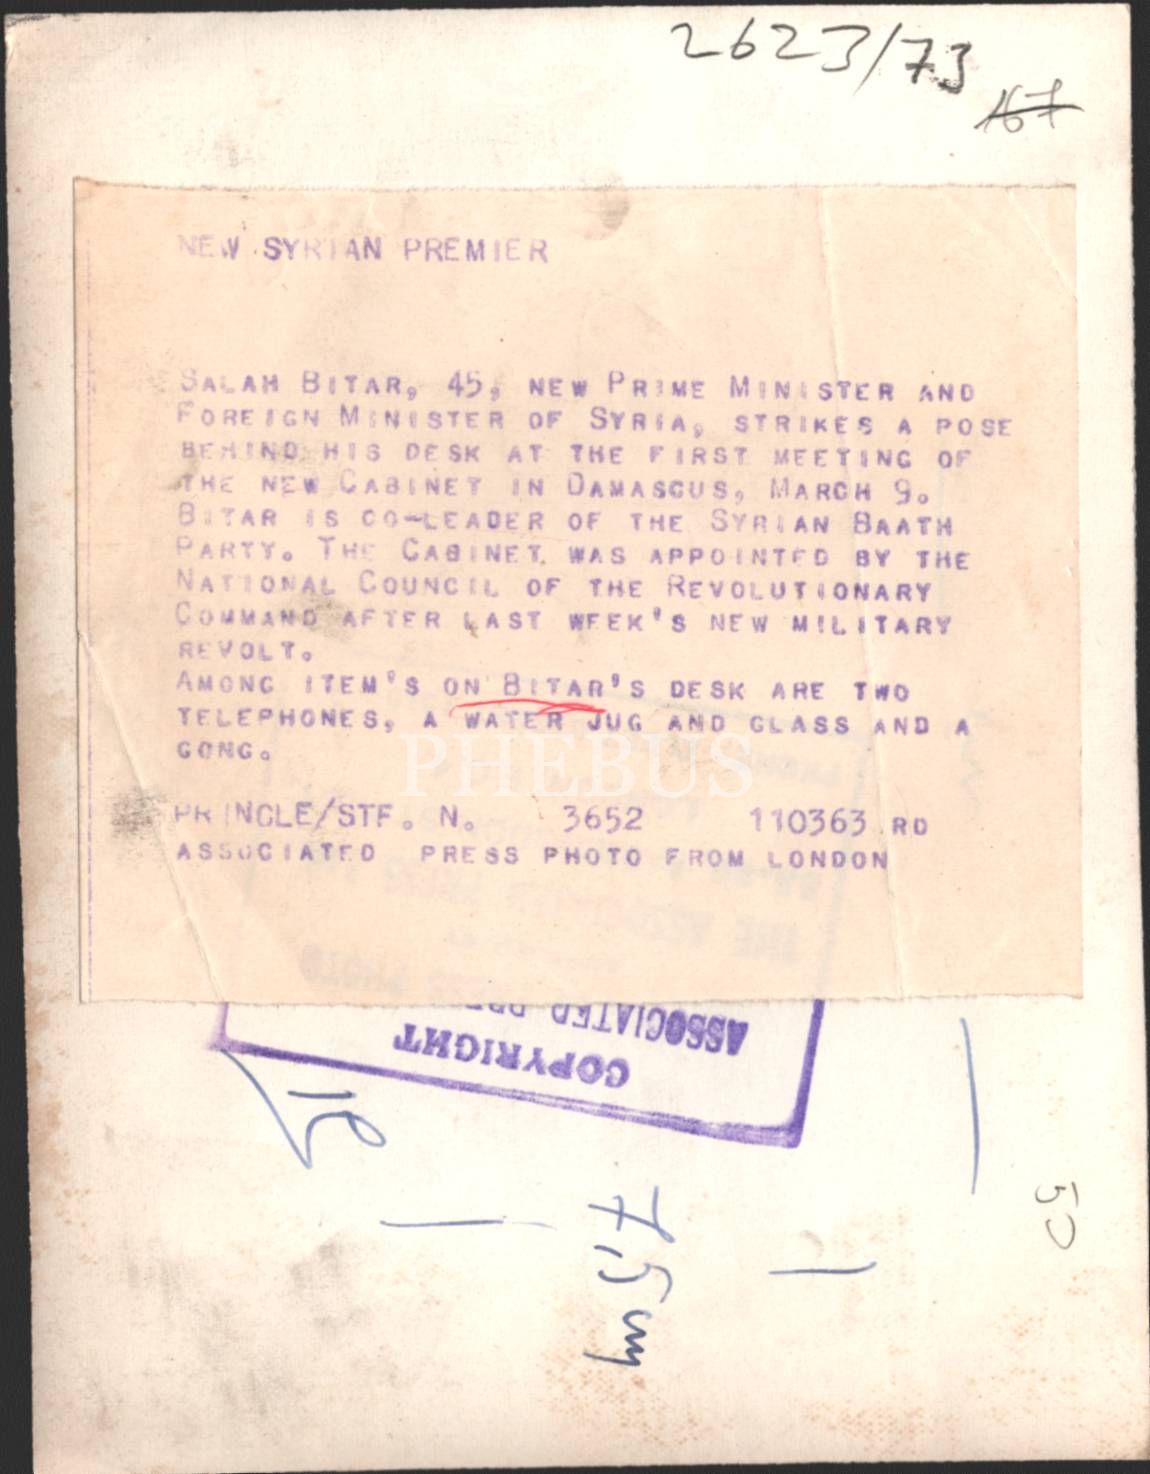 2623/73
167
NEW SYRIAN PREMIER
SALAH BITAR, 45, NEW PRIME MINISTER AND
FOREIGN MINISTER OF SYRIA, STRIKES A POSE
BEHIND HIS DESK AT THE FIRST MEETING OF
THE NEW CABINET IN DAMASCUS, MARCH 9.
BITAR IS CO-LEADER OF THE SYRIAN BAATH
PARTY. THE CABINET WAS APPOINTED BY THE
NATIONAL COUNCIL OF THE REVOLUTIONARY
COMMAND AFTER LAST WEEK'S NEW MILITARY
REVOLT.
AMONG ITEM'S ON BITAR'S DESK ARE TWO
TELEPHONES, A WATER JUG AND GLASS AND A
GONG.
PHEBUS
PRINGLE/STF. N. 3652 110363 RD
ASSOCIATED PRESS PHOTO FROM LONDON
ASSOCIATED PRE
COPYRIGHT
7,5
50